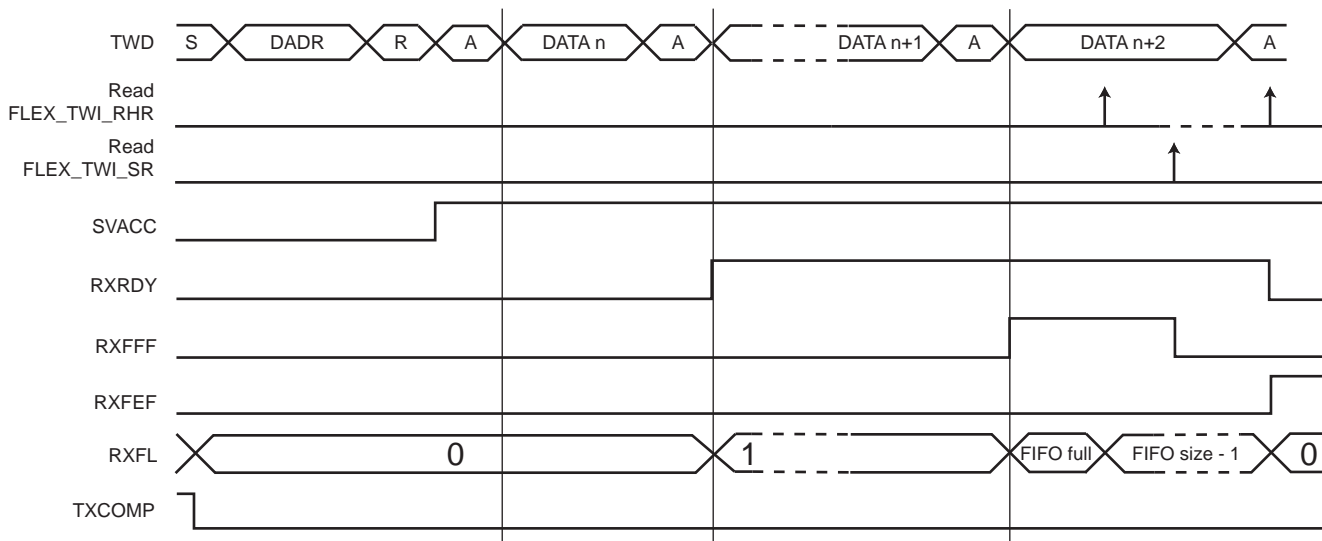 TWD S DADR R A DATA n A DATA n+1 A DATA n+2 A
Read
FLEX_TWI_RHR
Read
FLEX_TWI_SR
SVACC
RXRDY
RXFFF
RXFEF
RXFL 0 1 FIFO full FIFO size - 1 0
TXCOMP